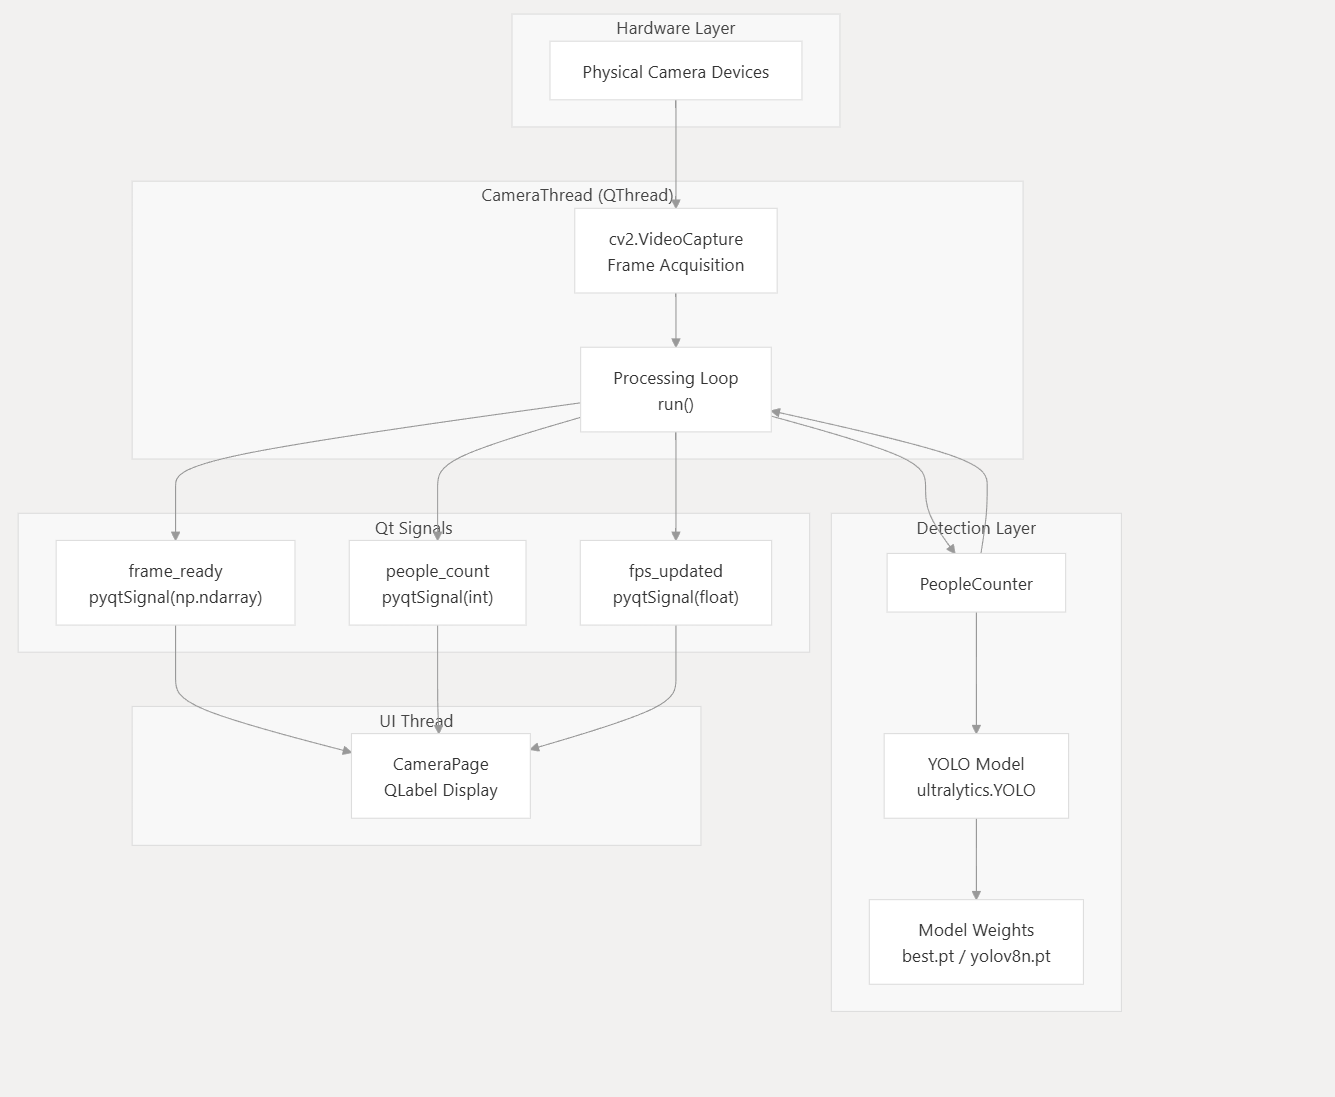 Hardware Layer
Physical Camera Devices
CameraThread (QThread)
cv2.VideoCapture
Frame Acquisition
Processing Loop
run()
Qt Signals
frame_ready
pyqtSignal(np.ndarray)
people_count
pyqtSignal(int)
fps_updated
pyqtSignal(float)
Detection Layer
PeopleCounter
UI Thread
CameraPage
QLabel Display
YOLO Model
ultralytics.YOLO
Model Weights
best.pt / yolov8n.pt